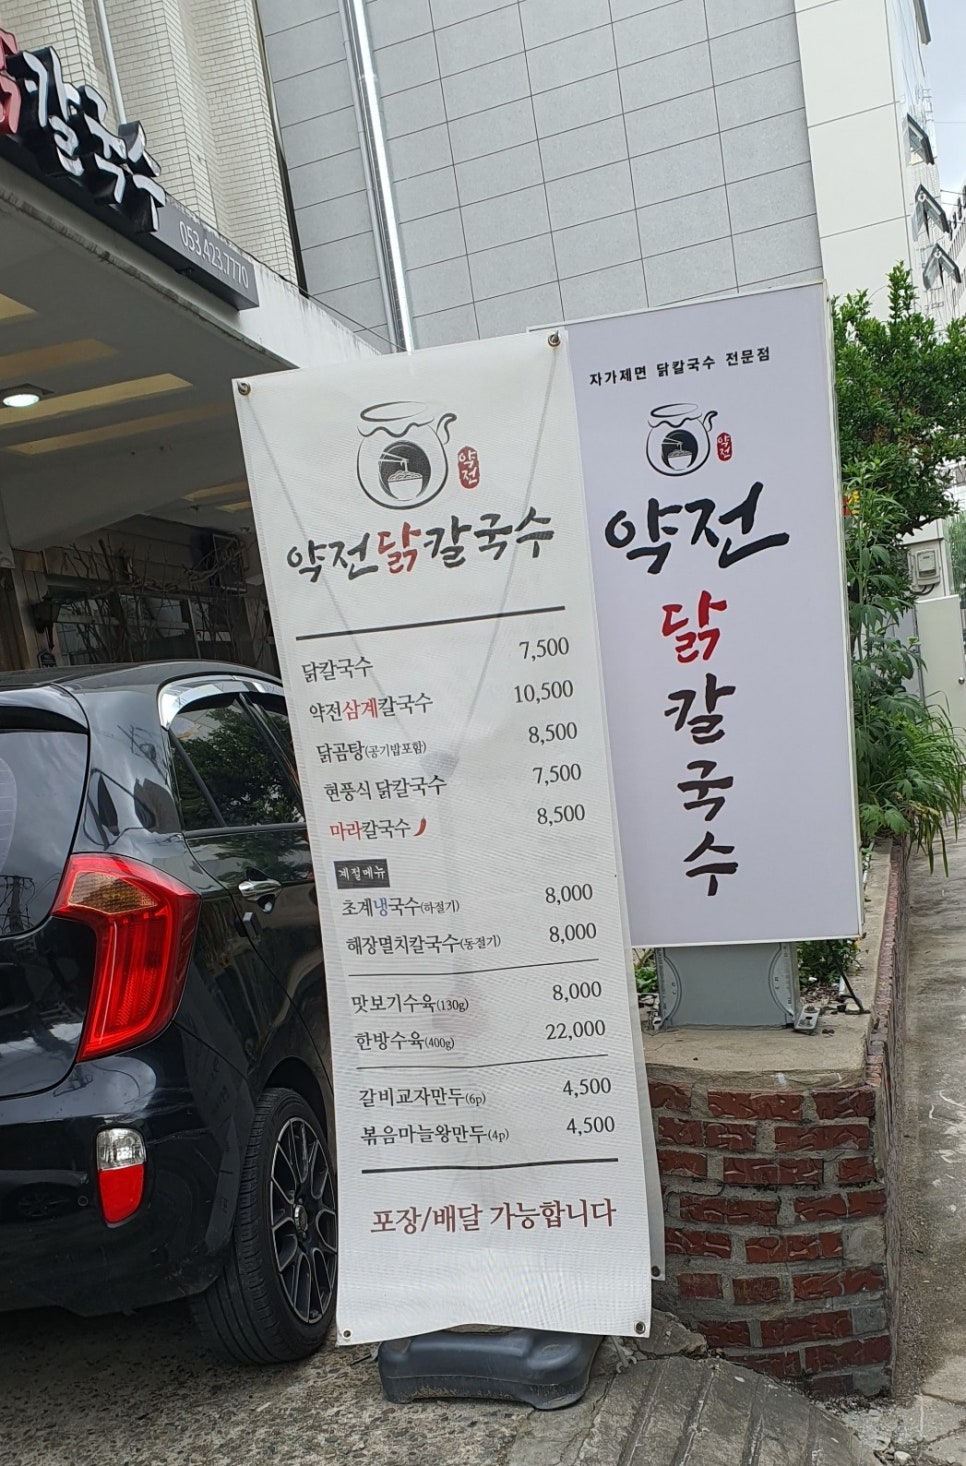 칼국수
053.423.7770
약전
약전닭칼국수
닭칼국수 7,500
약전삼계칼국수 10,500
닭곰탕(공기밥포함) 8,500
현풍식 닭칼국수 7,500
마라칼국수 8,500
계절메뉴
초계냉국수(하절기) 8,000
해장멸치칼국수(동절기) 8,000
맛보기수육(130g) 8,000
한방수육(400g) 22,000
갈비교자만두(6p) 4,500
볶음마늘왕만두(4p) 4,500
포장/배달 가능합니다
자가제면 닭칼국수 전문점
약전
약전
닭
칼
국
수